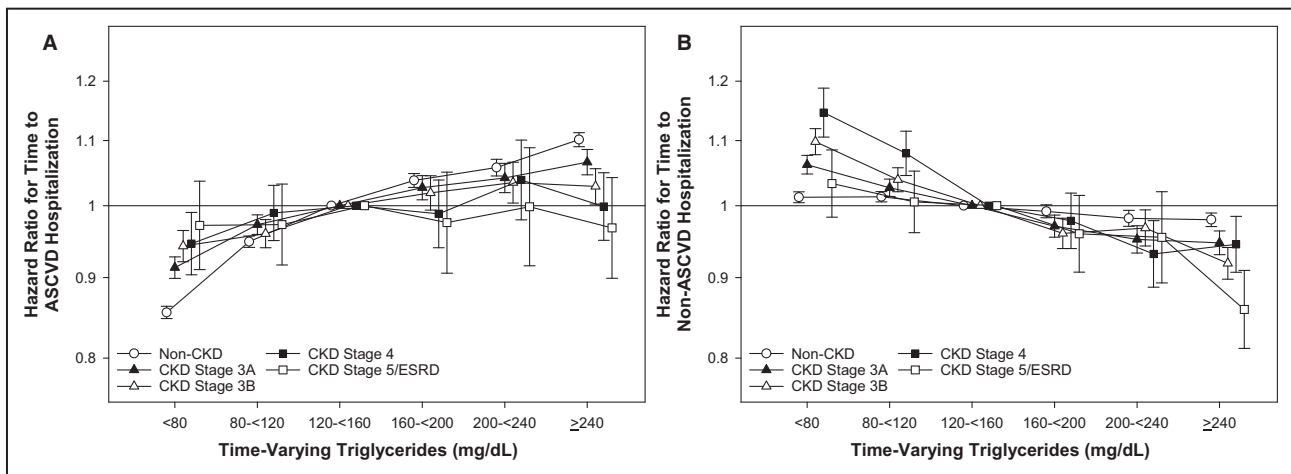 A
Hazard Ratio for Time to
ASCVD Hospitalization
1.2
1.1
1
0.9
0.8
Non-CKD
CKD Stage 3A
CKD Stage 3B
CKD Stage 4
CKD Stage 5/ESRD
<80
80-<120
120-<160
160-<200
200-<240
≥240
Time-Varying Triglycerides (mg/dL)
B
Hazard Ratio for Time to
Non-ASCVD Hospitalization
1.2
1.1
1
0.9
0.8
Non-CKD
CKD Stage 3A
CKD Stage 3B
CKD Stage 4
CKD Stage 5/ESRD
<80
80-<120
120-<160
160-<200
200-<240
≥240
Time-Varying Triglycerides (mg/dL)